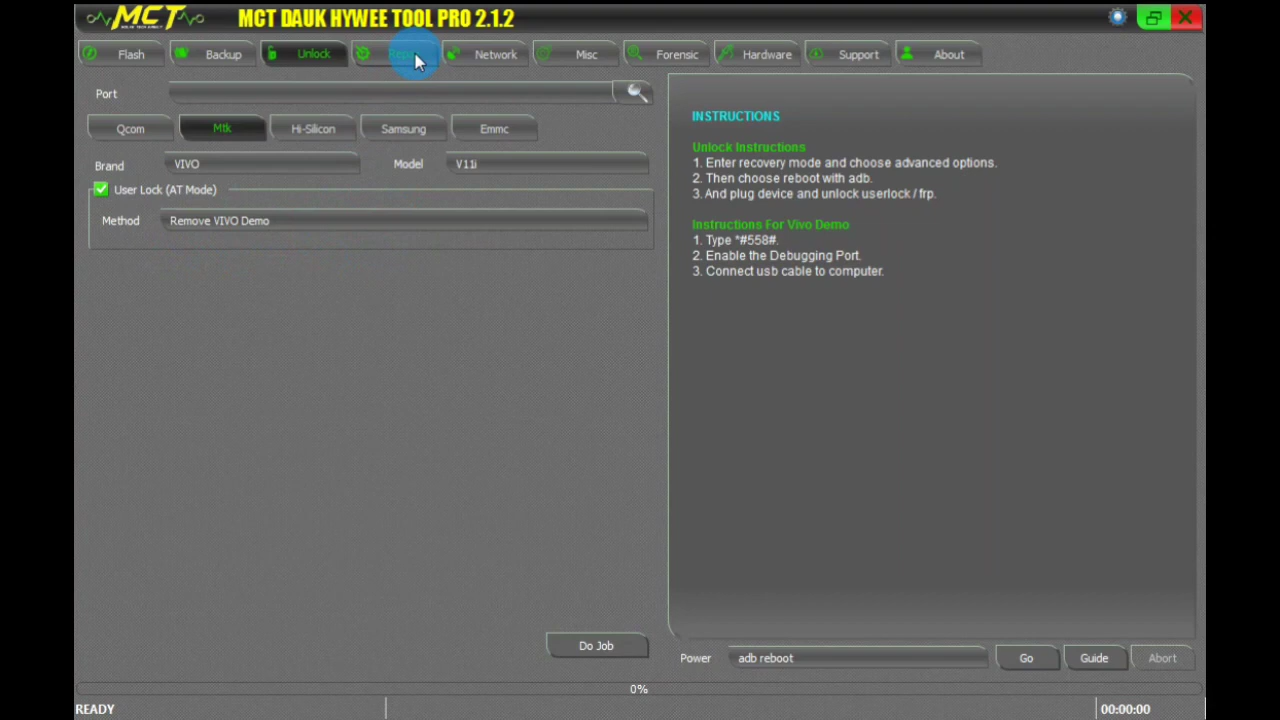 MCT
MCT DAUK HYWEE TOOL PRO 2.1.2
Flash
Backup
Unlock
Network
Misc
Forensic
Hardware
Support
About
Port
Qcom
Mtk
Hi-Silicon
Samsung
Emmc
Brand
VIVO
Model
V11i
User Lock (AT Mode)
Method
Remove VIVO Demo
Do Job
INSTRUCTIONS
Unlock Instructions
1. Enter recovery mode and choose advanced options.
2. Then choose reboot with adb.
3. And plug device and unlock userlock / frp.
Instructions For Vivo Demo
1. Type *#558#.
2. Enable the Debugging Port.
3. Connect usb cable to computer.
Power
adb reboot
Go
Guide
Abort
0%
READY
00:00:00